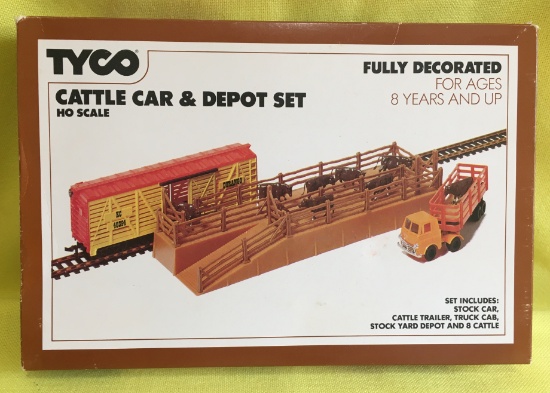 TYCO
CATTLE CAR & DEPOT SET
HO SCALE
FULLY DECORATED
FOR AGES
8 YEARS AND UP
SET INCLUDES:
STOCK CAR,
CATTLE TRAILER, TRUCK CAB,
STOCK YARD DEPOT AND 8 CATTLE